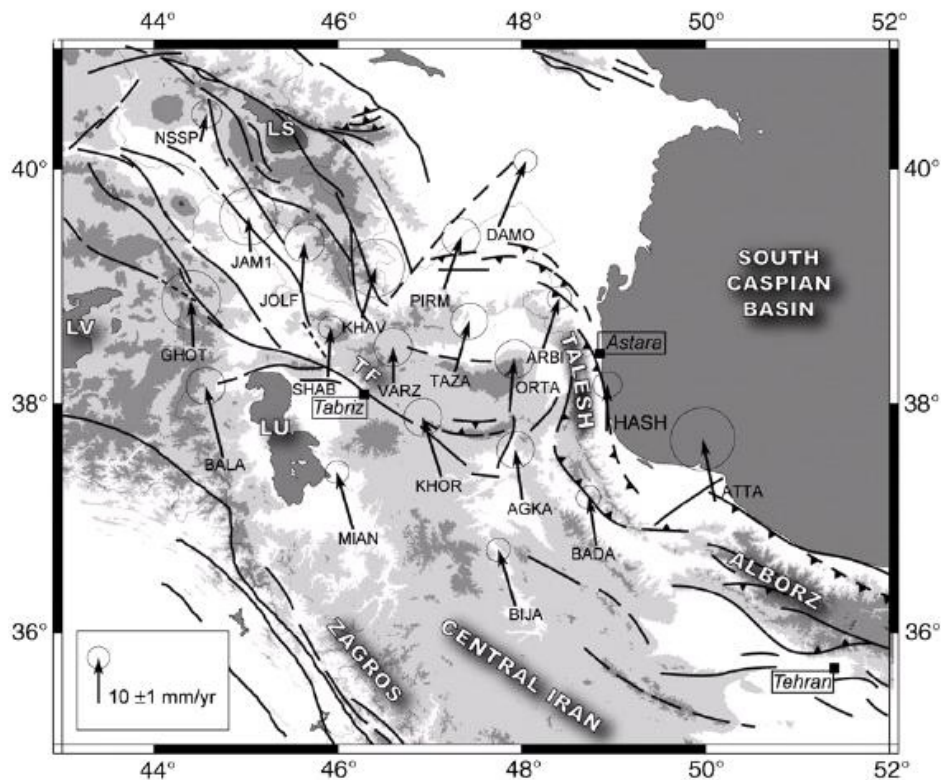 44° 46° 48° 50° 52°
NSSP
LS
40°
40°
DAMO
JAM1
SOUTH
CASPIAN
BASIN
JOLF
PIRM
KHAV
LV
GHOT
ARBI
Astara
TALESH
TF
SHAB
VARZ
TAZA
ORTA
Tabriz
38°
38°
LU
HASH
BALA
KHOR
ATTA
AGKA
MIAN
BADA
ALBORZ
BIJA
36°
36°
ZAGROS
CENTRAL IRAN
10 ±1 mm/yr
Tehran
44° 46° 48° 50° 52°